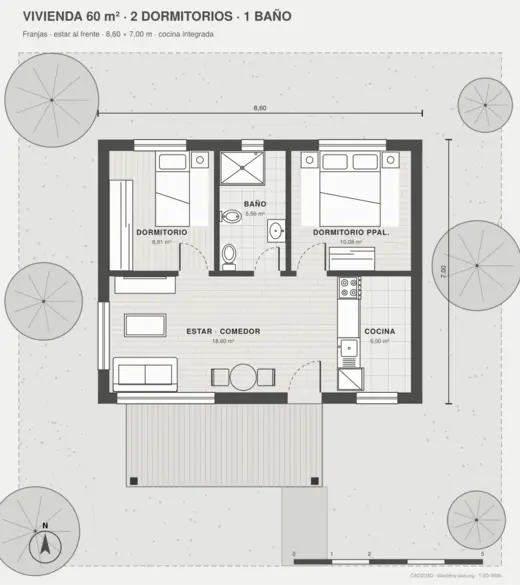 VIVIENDA 60 m² · 2 DORMITORIOS · 1 BAÑO
Franjas · estar al frente · 8,60 × 7,00 m · cocina integrada
8,60
BAÑO
5,56 m²
DORMITORIO
8,81 m²
DORMITORIO PPAL.
10,08 m²
7,00
ESTAR · COMEDOR
18,60 m²
COCINA
6,00 m²
N
0 1 2 5